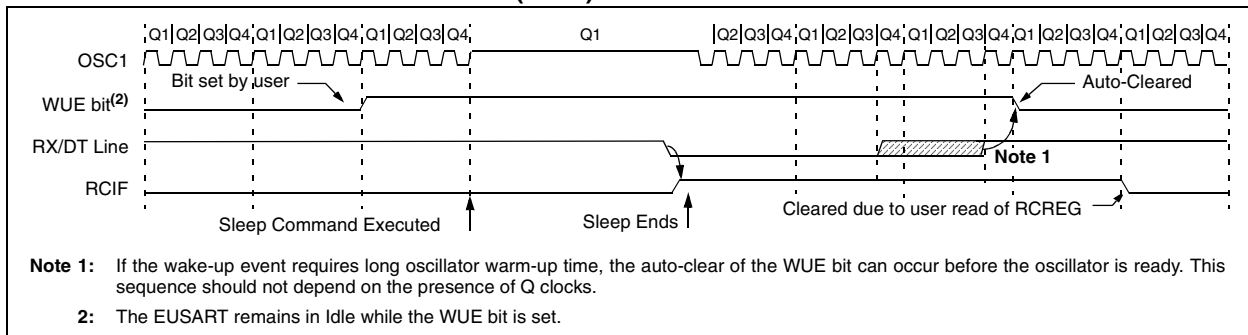 Q1 Q2 Q3 Q4 Q1 Q2 Q3 Q4 Q1 Q2 Q3 Q4 Q1 Q2 Q3 Q4 Q1 Q2 Q3 Q4 Q1 Q2 Q3 Q4 Q1 Q2 Q3 Q4 Q1 Q2 Q3 Q4
OSC1
Bit set by user
Auto-Cleared
WUE bit(2)
RX/DT Line
Note 1
RCIF
Cleared due to user read of RCREG
Sleep Command Executed
Sleep Ends
Note 1: If the wake-up event requires long oscillator warm-up time, the auto-clear of the WUE bit can occur before the oscillator is ready. This
sequence should not depend on the presence of Q clocks.
2: The EUSART remains in Idle while the WUE bit is set.